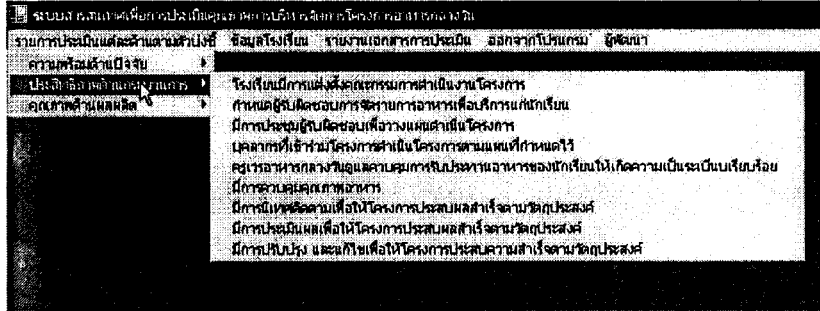 ระบบสารสนเทศเพื่อการประเมินคุณภาพการบริหารจัดการโครงการอาหารกลางวัน
รายการประเมินแต่ละด้านตามตัวบ่งชี้ ข้อมูลโรงเรียน รายงานเอกสารการประเมิน ออกจากโปรแกรม ผู้พัฒนา
ความพร้อมด้านปัจจัย
ประสิทธิภาพด้านกระบวนการ
คุณภาพด้านผลผลิต
โรงเรียนมีการแต่งตั้งคณะกรรมการดำเนินงานโครงการ
กำหนดผู้รับผิดชอบการจัดรายการอาหารเพื่อบริการแก่นักเรียน
มีการประชุมผู้รับผิดชอบเพื่อวางแผนดำเนินโครงการ
บุคลากรที่เข้าร่วมโครงการดำเนินโครงการตามแผนที่กำหนดไว้
ครูเวรอาหารกลางวันดูแลควบคุมการรับประทานอาหารของนักเรียนให้เกิดความเป็นระเบียบเรียบร้อย
มีการควบคุมคุณภาพอาหาร
มีการนิเทศติดตามเพื่อให้โครงการประสบผลสำเร็จตามวัตถุประสงค์
มีการประเมินผลเพื่อให้โครงการประสบผลสำเร็จตามวัตถุประสงค์
มีการปรับปรุง และแก้ไขเพื่อให้โครงการประสบความสำเร็จตามวัตถุประสงค์